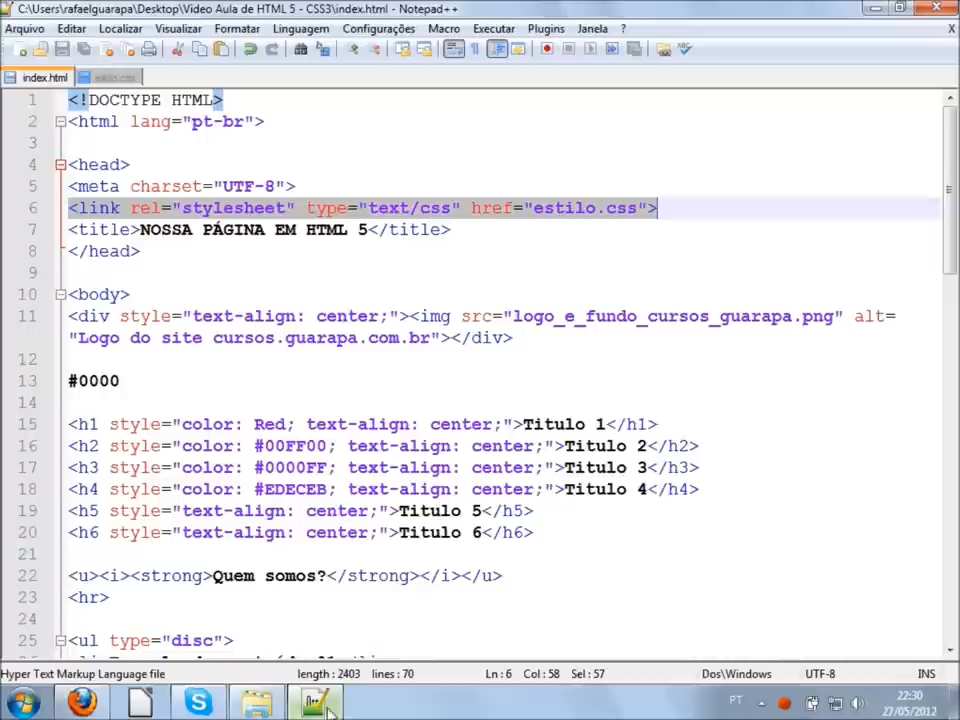 C:\Users\rafaelguarapa\Desktop\Video Aula de HTML 5 - CSS3\index.html - Notepad++
Arquivo Editar Localizar Visualizar Formatar Linguagem Configurações Macro Executar Plugins Janela ? X
index.html estilo.css
1 <!DOCTYPE HTML>
2 <html lang="pt-br">
3
4 <head>
5 <meta charset="UTF-8">
6 <link rel="stylesheet" type="text/css" href="estilo.css">
7 <title>NOSSA PÁGINA EM HTML 5</title>
8 </head>
9
10 <body>
11 <div style="text-align: center;"><img src="logo_e_fundo_cursos_guarapa.png" alt=
"Logo do site cursos.guarapa.com.br"></div>
12
13 #0000
14
15 <h1 style="color: Red; text-align: center;">Titulo 1</h1>
16 <h2 style="color: #00FF00; text-align: center;">Titulo 2</h2>
17 <h3 style="color: #0000FF; text-align: center;">Titulo 3</h3>
18 <h4 style="color: #EDECEB; text-align: center;">Titulo 4</h4>
19 <h5 style="text-align: center;">Titulo 5</h5>
20 <h6 style="text-align: center;">Titulo 6</h6>
21
22 <u><i><strong>Quem somos?</strong></i></u>
23 <hr>
24
25 <ul type="disc">
Hyper Text Markup Language file length : 2403 lines : 70 Ln : 6 Col : 58 Sel : 57 Dos\Windows UTF-8 INS
PT 22:30
27/05/2012